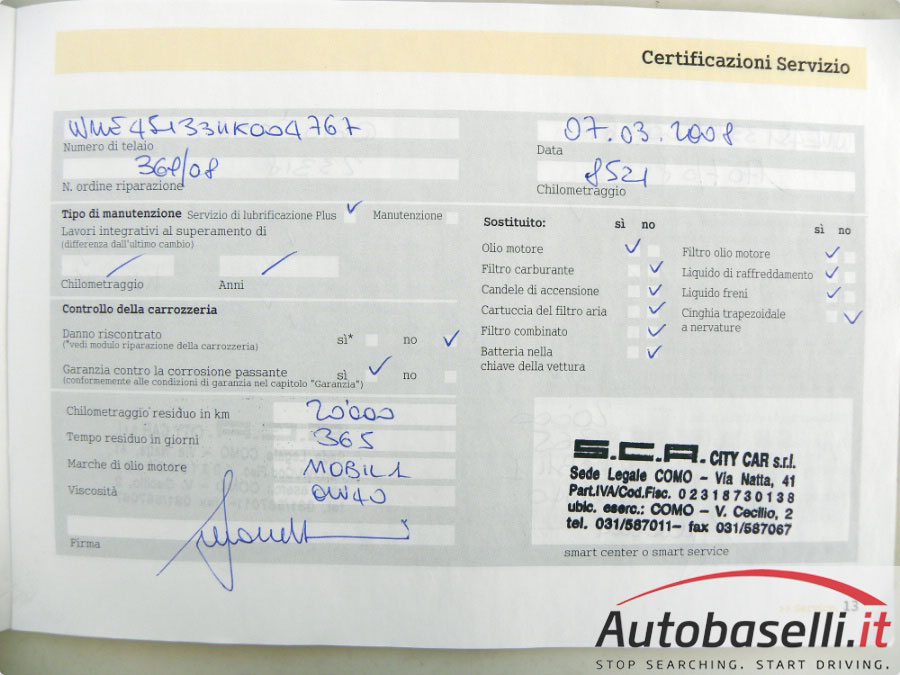 Certificazioni Servizio
WME4513311K004767
Numero di telaio
07.03.2008
Data
368/08
N. ordine riparazione
8521
Chilometraggio
Tipo di manutenzione Servizio di lubrificazione Plus ✓ Manutenzione
Lavori integrativi al superamento di
(differenza dall'ultimo cambio)
Chilometraggio Anni
Controllo della carrozzeria
Danno riscontrato sì* no ✓
(*vedi modulo riparazione della carrozzeria)
Garanzia contro la corrosione passante sì ✓ no
(conformemente alle condizioni di garanzia nel capitolo "Garanzia")
Sostituito: sì no
Olio motore ✓
Filtro carburante ✓
Candele di accensione ✓
Cartuccia del filtro aria ✓
Filtro combinato ✓
Batteria nella ✓
chiave della vettura
sì no
Filtro olio motore ✓
Liquido di raffreddamento ✓
Liquido freni ✓
Cinghia trapezoidale ✓
a nervature
Chilometraggio residuo in km 20'000
Tempo residuo in giorni 365
Marche di olio motore MOBIL 1
Viscosità 0W40
Firma
S.C.A. CITY CAR s.r.l.
Sede Legale COMO - Via Natta, 41
Part.IVA/Cod.Fisc. 02318730138
ubic. eserc.: COMO - V. Cecilio, 2
tel. 031/587011- fax 031/587067
smart center o smart service
13
Autobaselli.it
STOP SEARCHING. START DRIVING.